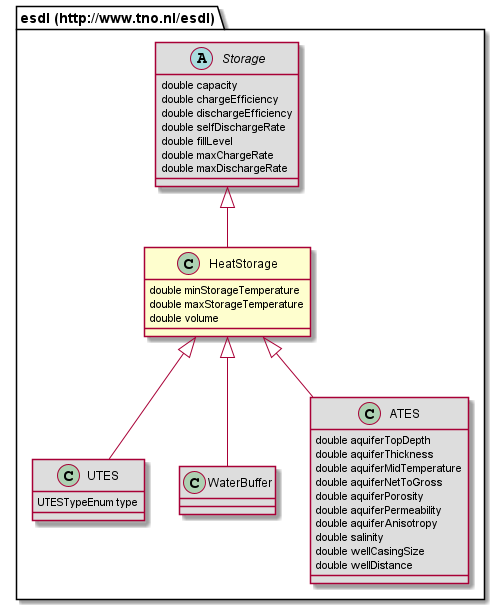 esdl (http://www.tno.nl/esdl)
A Storage
double capacity
double chargeEfficiency
double dischargeEfficiency
double selfDischargeRate
double fillLevel
double maxChargeRate
double maxDischargeRate
C HeatStorage
double minStorageTemperature
double maxStorageTemperature
double volume
C UTES
UTESTypeEnum type
C WaterBuffer
C ATES
double aquiferTopDepth
double aquiferThickness
double aquiferMidTemperature
double aquiferNetToGross
double aquiferPorosity
double aquiferPermeability
double aquiferAnisotropy
double salinity
double wellCasingSize
double wellDistance